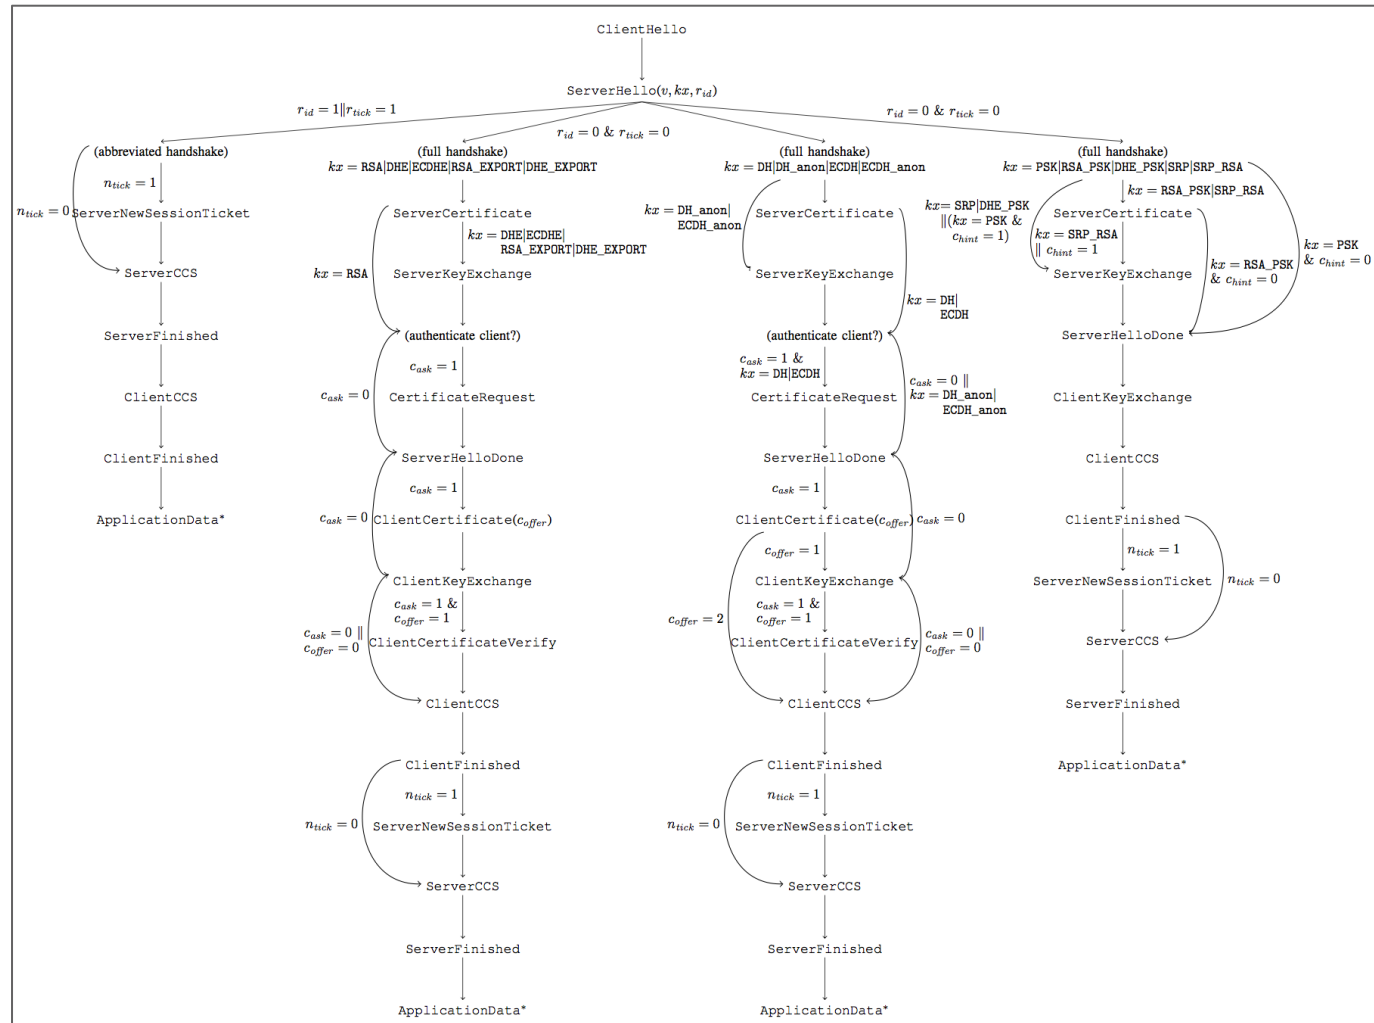 ClientHello
ServerHello(v, kx, r_id)
r_id = 1||r_tick = 1
r_id = 0 & r_tick = 0
r_id = 0 & r_tick = 0
(abbreviated handshake)
n_tick = 1
n_tick = 0
ServerNewSessionTicket
ServerCCS
ServerFinished
ClientCCS
ClientFinished
ApplicationData*
(full handshake)
kx = RSA|DHE|ECDHE|RSA_EXPORT|DHE_EXPORT
ServerCertificate
kx = DHE|ECDHE|
RSA_EXPORT|DHE_EXPORT
kx = RSA
ServerKeyExchange
(authenticate client?)
c_ask = 1
c_ask = 0
CertificateRequest
ServerHelloDone
c_ask = 1
c_ask = 0
ClientCertificate(c_offer)
ClientKeyExchange
c_ask = 1 &
c_offer = 1
c_ask = 0 ||
c_offer = 0
ClientCertificateVerify
ClientCCS
ClientFinished
n_tick = 1
n_tick = 0
ServerNewSessionTicket
ServerCCS
ServerFinished
ApplicationData*
(full handshake)
kx = DH|DH_anon|ECDH|ECDH_anon
kx = DH_anon|
ECDH_anon
ServerCertificate
ServerKeyExchange
kx = DH|
ECDH
(authenticate client?)
c_ask = 1 &
kx = DH|ECDH
c_ask = 0 ||
kx = DH_anon|
ECDH_anon
CertificateRequest
ServerHelloDone
c_ask = 1
ClientCertificate(c_offer)
c_ask = 0
c_offer = 1
ClientKeyExchange
c_ask = 1 &
c_offer = 1
c_offer = 2
c_ask = 0 ||
c_offer = 0
ClientCertificateVerify
ClientCCS
ClientFinished
n_tick = 1
n_tick = 0
ServerNewSessionTicket
ServerCCS
ServerFinished
ApplicationData*
(full handshake)
kx = PSK|RSA_PSK|DHE_PSK|SRP|SRP_RSA
kx = RSA_PSK|SRP_RSA
kx = SRP|DHE_PSK
||(kx = PSK &
c_hint = 1)
ServerCertificate
kx = SRP_RSA
|| c_hint = 1
kx = PSK
& c_hint = 0
kx = RSA_PSK
& c_hint = 0
ServerKeyExchange
ServerHelloDone
ClientKeyExchange
ClientCCS
ClientFinished
n_tick = 1
n_tick = 0
ServerNewSessionTicket
ServerCCS
ServerFinished
ApplicationData*